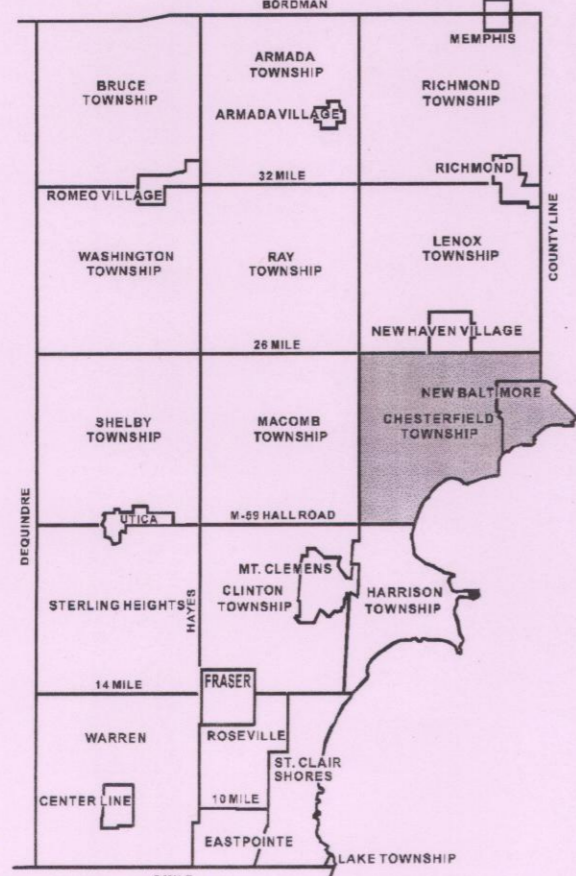 BORDMAN
MEMPHIS
BRUCE
TOWNSHIP
ARMADA
TOWNSHIP
RICHMOND
TOWNSHIP
ARMADA VILLAGE
32 MILE
RICHMOND
ROMEO VILLAGE
COUNTY LINE
WASHINGTON
TOWNSHIP
RAY
TOWNSHIP
LENOX
TOWNSHIP
NEW HAVEN VILLAGE
26 MILE
NEW BALTIMORE
CHESTERFIELD
TOWNSHIP
SHELBY
TOWNSHIP
MACOMB
TOWNSHIP
DEQUINDRE
UTICA
M-59 HALL ROAD
MT. CLEMENS
CLINTON
TOWNSHIP
HARRISON
TOWNSHIP
STERLING HEIGHTS
HAYES
14 MILE
FRASER
WARREN
ROSEVILLE
ST. CLAIR
SHORES
CENTER LINE
10 MILE
EASTPOINTE
LAKE TOWNSHIP